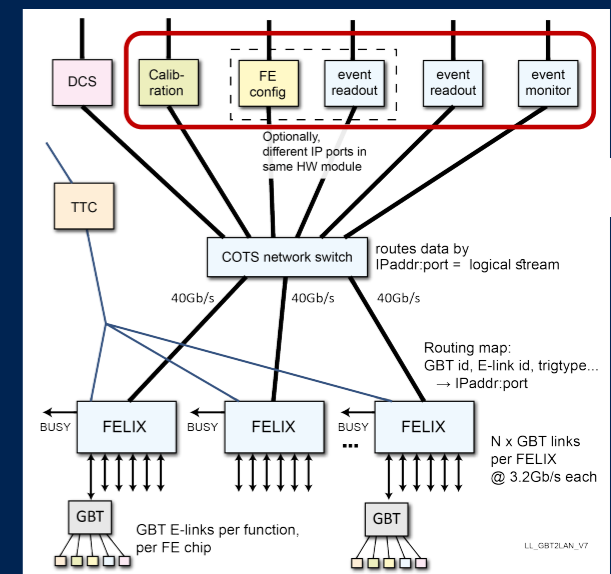 DCS
Calib-
ration
FE
config
event
readout
event
readout
event
monitor
Optionally,
different IP ports in
same HW module
TTC
COTS network switch
routes data by
IPaddr:port = logical stream
40Gb/s
40Gb/s
40Gb/s
Routing map:
GBT id, E-link id, trigtype...
→ IPaddr:port
BUSY
FELIX
BUSY
FELIX
BUSY
...
FELIX
N x GBT links
per FELIX
@ 3.2Gb/s each
GBT
GBT E-links per function,
per FE chip
GBT
LL_GBT2LAN_V7